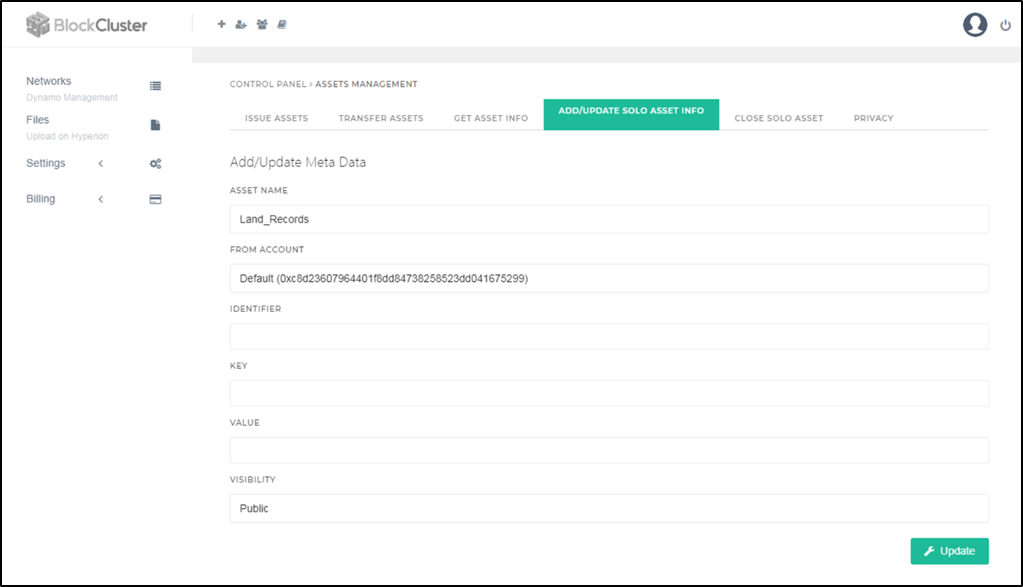 BlockCluster
Networks
Dynamo Management
Files
Upload on Hyperion
Settings
Billing
CONTROL PANEL > ASSETS MANAGEMENT
ISSUE ASSETS TRANSFER ASSETS GET ASSET INFO ADD/UPDATE SOLO ASSET INFO CLOSE SOLO ASSET PRIVACY
Add/Update Meta Data
ASSET NAME
Land_Records
FROM ACCOUNT
Default (0xc8d23607964401f8dd84738258523dd041675299)
IDENTIFIER
KEY
VALUE
VISIBILITY
Public
Update